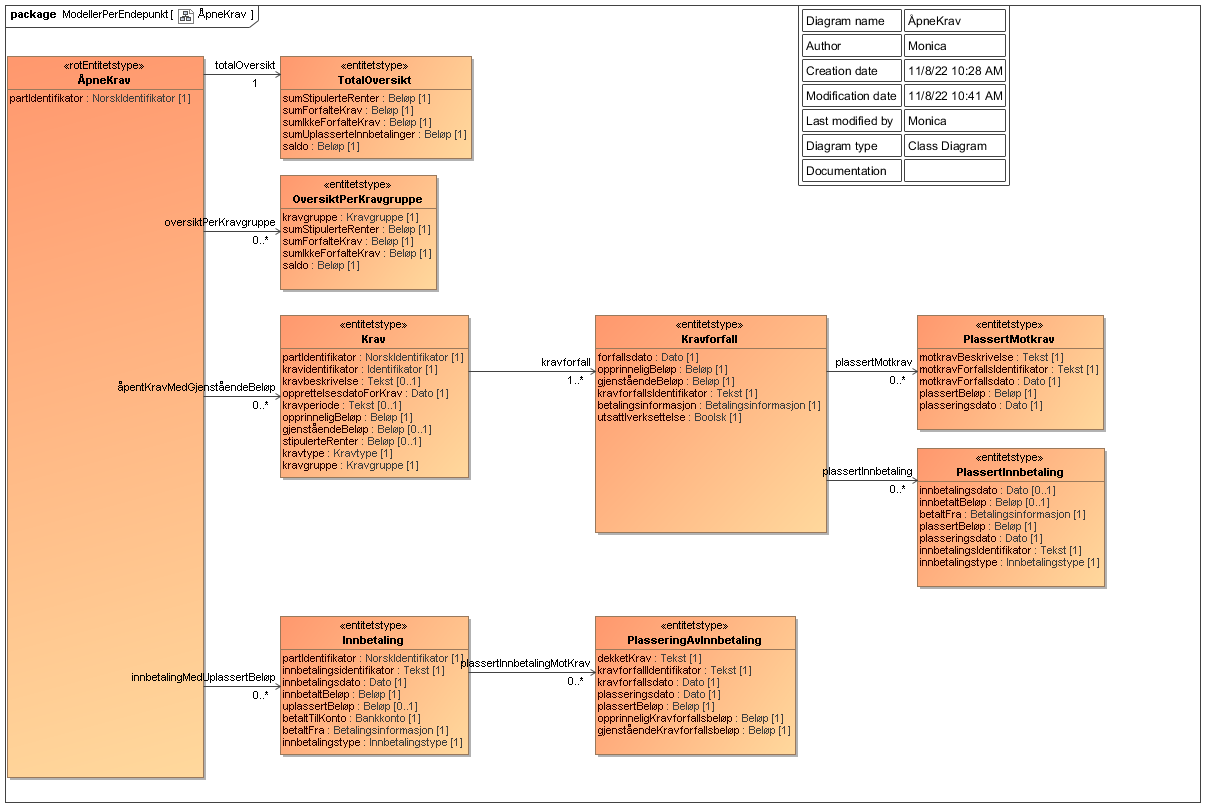 package ModellerPerEndepunkt[ ÅpneKrav ]
Diagram name ÅpneKrav
Author Monica
Creation date 11/8/22 10:28 AM
Modification date 11/8/22 10:41 AM
Last modified by Monica
Diagram type Class Diagram
Documentation
«rotEntitetstype»
ÅpneKrav
partIdentifikator : NorskIdentifikator [1]
totalOversikt
1
«entitetstype»
TotalOversikt
sumStipulerteRenter : Beløp [1]
sumForfalteKrav : Beløp [1]
sumIkkeForfalteKrav : Beløp [1]
sumUplasserteInnbetalinger : Beløp [1]
saldo : Beløp [1]
oversiktPerKravgruppe
0..*
«entitetstype»
OversiktPerKravgruppe
kravgruppe : Kravgruppe [1]
sumStipulerteRenter : Beløp [1]
sumForfalteKrav : Beløp [1]
sumIkkeForfalteKrav : Beløp [1]
saldo : Beløp [1]
åpentKravMedGjenståendeBeløp
0..*
«entitetstype»
Krav
partIdentifikator : NorskIdentifikator [1]
kravidentifikator : Identifikator [1]
kravbeskrivelse : Tekst [0..1]
opprettelsesdatoForKrav : Dato [1]
kravperiode : Tekst [0..1]
opprinneligBeløp : Beløp [1]
gjenståendeBeløp : Beløp [0..1]
stipulerteRenter : Beløp [0..1]
kravtype : Kravtype [1]
kravgruppe : Kravgruppe [1]
kravforfall
1..*
«entitetstype»
Kravforfall
forfallsdato : Dato [1]
opprinneligBeløp : Beløp [1]
gjenståendeBeløp : Beløp [1]
kravforfallsIdentifikator : Tekst [1]
betalingsinformasjon : Betalingsinformasjon [1]
utsattIverksettelse : Boolsk [1]
plassertMotkrav
0..*
«entitetstype»
PlassertMotkrav
motkravBeskrivelse : Tekst [1]
motkravForfallsIdentifikator : Tekst [1]
motkravForfallsdato : Dato [1]
plassertBeløp : Beløp [1]
plasseringsdato : Dato [1]
plassertInnbetaling
0..*
«entitetstype»
PlassertInnbetaling
innbetalingsdato : Dato [0..1]
innbetaltBeløp : Beløp [0..1]
betaltFra : Betalingsinformasjon [1]
plassertBeløp : Beløp [1]
plasseringsdato : Dato [1]
innbetalingsIdentifikator : Tekst [1]
innbetalingstype : Innbetalingstype [1]
innbetalingMedUplassertBeløp
0..*
«entitetstype»
Innbetaling
partIdentifikator : NorskIdentifikator [1]
innbetalingsidentifikator : Tekst [1]
innbetalingsdato : Dato [1]
innbetaltBeløp : Beløp [1]
uplassertBeløp : Beløp [0..1]
betaltTilKonto : Bankkonto [1]
betaltFra : Betalingsinformasjon [1]
innbetalingstype : Innbetalingstype [1]
plassertInnbetalingMotKrav
0..*
«entitetstype»
PlasseringAvInnbetaling
dekketKrav : Tekst [1]
kravforfallIdentifikator : Tekst [1]
kravforfallsdato : Dato [1]
plasseringsdato : Dato [1]
plassertBeløp : Beløp [1]
opprinneligKravforfallsbeløp : Beløp [1]
gjenståendeKravforfallsbeløp : Beløp [1]